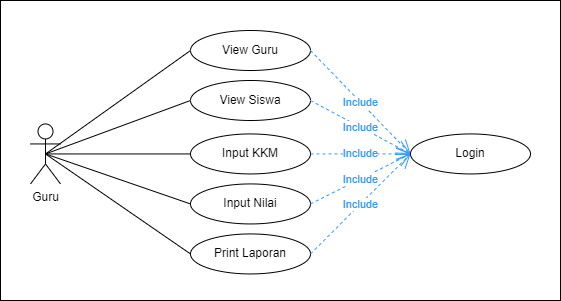 View Guru
View Siswa
Input KKM
Input Nilai
Print Laporan
Guru
Include
Include
Include
Include
Include
Login